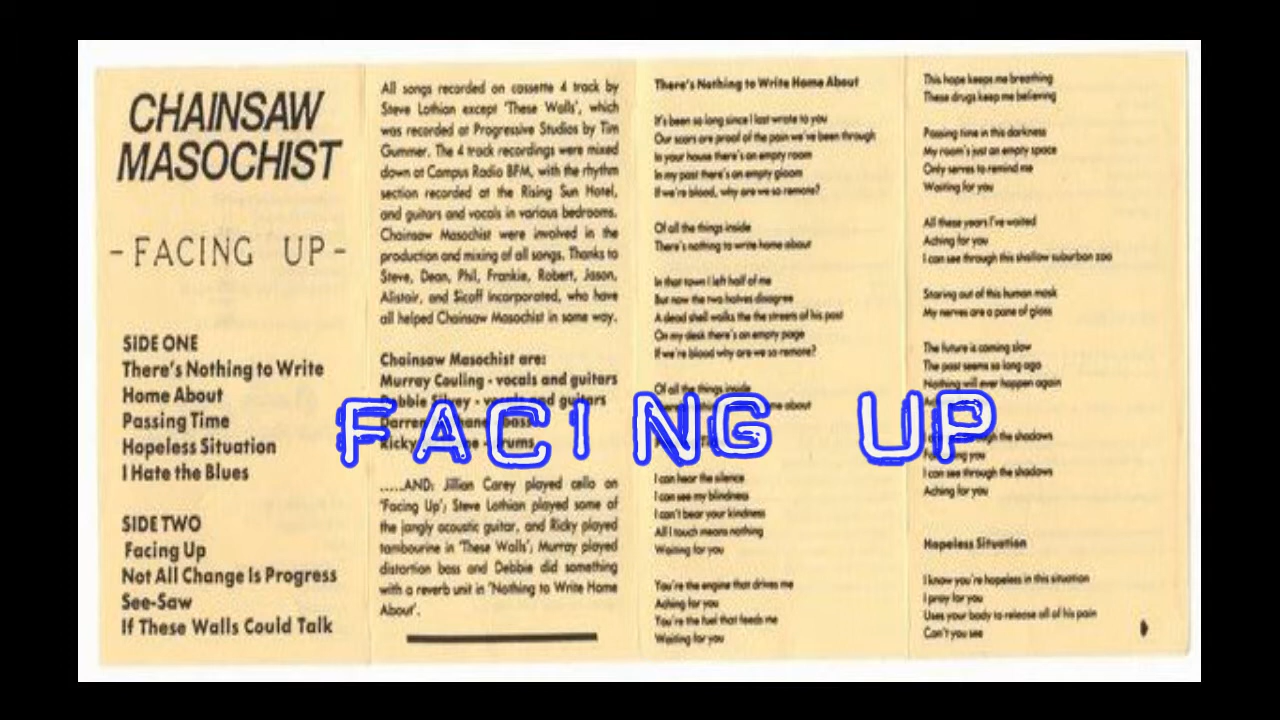 CHAINSAW
MASOCHIST
-FACING UP-
SIDE ONE
There's Nothing to Write
Home About
Passing Time
Hopeless Situation
I Hate the Blues
SIDE TWO
Facing Up
Not All Change Is Progress
See-Saw
If These Walls Could Talk
All songs recorded on cassette 4 track by
Steve Lothian except 'These Walls', which
was recorded at Progressive Studios by Tim
Gummer. The 4 track recordings were mixed
down at Campus Radio BFM, with the rhythm
section recorded at the Rising Sun Hotel,
and guitars and vocals in various bedrooms.
Chainsaw Masochist were involved in the
production and mixing of all songs. Thanks to
Steve, Dean, Phil, Frankie, Robert, Jason,
Alistair, and Sicoff Incorporated, who have
all helped Chainsaw Masochist in some way.
Chainsaw Masochist are:
Murray Couling - vocals and guitars
Debbie Silvey - vocals and guitars
Darren bass
Ricky - drums
.....AND: Jillian Carey played cello on
'Facing Up'; Steve Lothian played some of
the jangly acoustic guitar, and Ricky played
tambourine in 'These Walls'; Murray played
distortion bass and Debbie did something
with a reverb unit in 'Nothing to Write Home
About'.
There's Nothing to Write Home About
It's been so long since I last wrote to you
Our scars are proof of the pain we've been through
In your house there's an empty room
In my past there's an empty gloom
If we're blood, why are we so remote?
Of all the things inside
There's nothing to write home about
In that town I left half of me
But now the two halves disagree
A dead shell walks the the streets of his past
On my desk there's an empty page
If we're blood why are we so remote?
Of all the things inside
home about
I can hear the silence
I can see my blindness
I can't bear your kindness
All I touch means nothing
Waiting for you
You're the engine that drives me
Aching for you
You're the fuel that feeds me
Waiting for you
This hope keeps me breathing
These drugs keep me believing
Passing time in this darkness
My room's just an empty space
Only serves to remind me
Waiting for you
All these years I've waited
Aching for you
I can see through this shallow suburban zoo
Staring out of this human mask
My nerves are a pane of glass
The future is coming slow
The past seems so long ago
Nothing will ever happen again
through the shadows
you
I can see through the shadows
Aching for you
Hopeless Situation
I know you're hopeless in this situation
I pray for you
Uses your body to release all of his pain
Can't you see
FACING UP